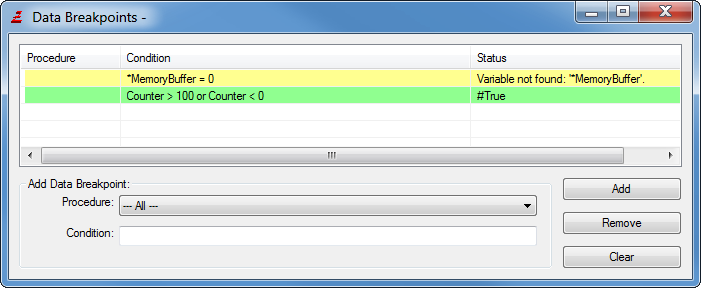 Data Breakpoints -
Procedure Condition Status
*MemoryBuffer = 0 Variable not found: '*MemoryBuffer'.
Counter > 100 or Counter < 0 #True
Add Data Breakpoint:
Procedure: --- All ---
Condition:
Add
Remove
Clear